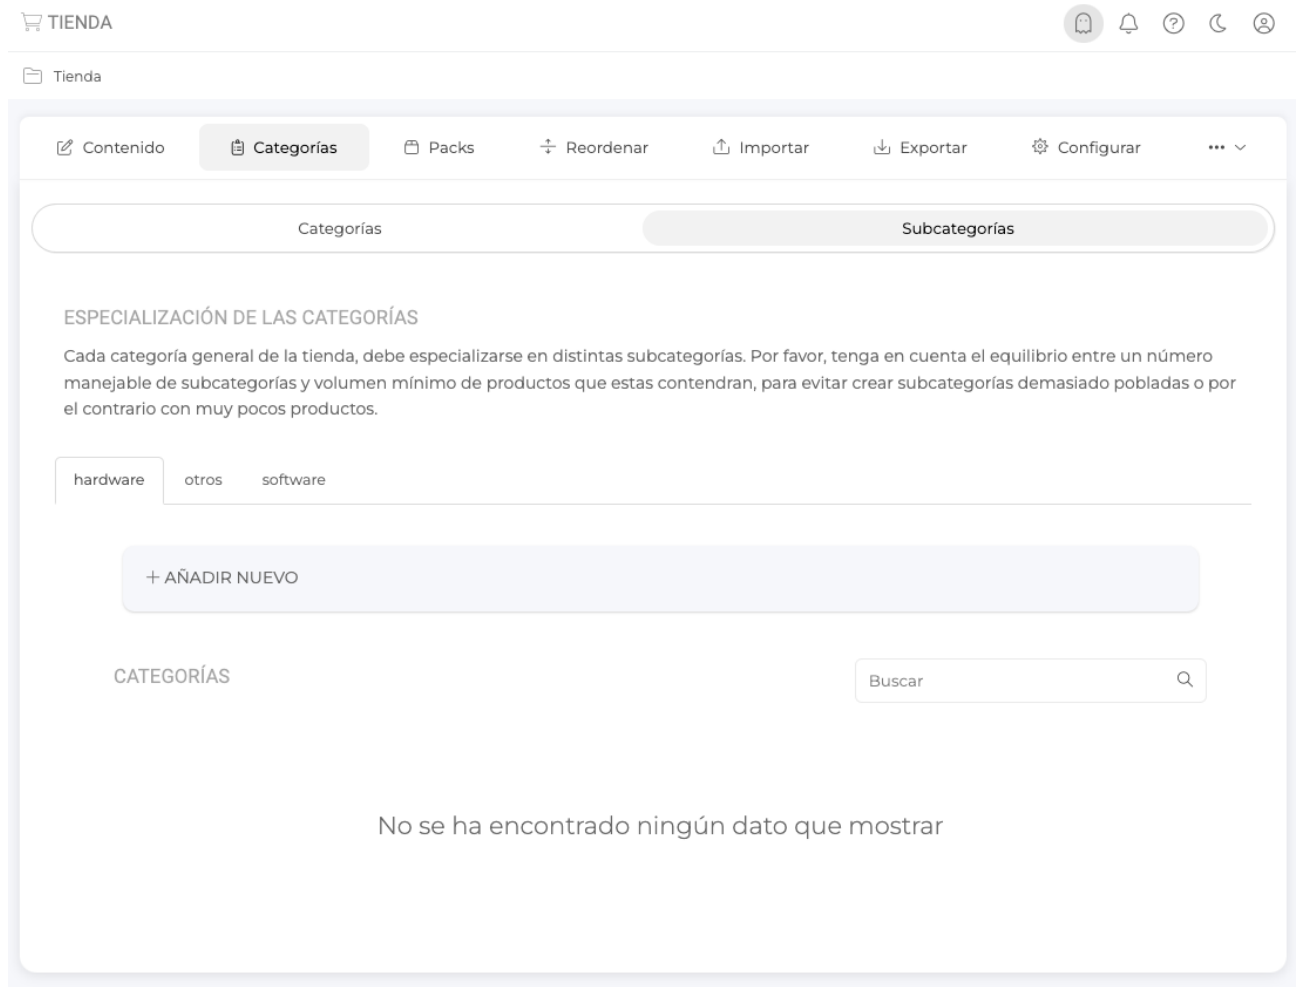 TIENDA
Tienda
Contenido
Categorías
Packs
Reordenar
Importar
Exportar
Configurar
Categorías
Subcategorías
ESPECIALIZACIÓN DE LAS CATEGORÍAS
Cada categoría general de la tienda, debe especializarse en distintas subcategorías. Por favor, tenga en cuenta el equilibrio entre un número
manejable de subcategorías y volumen mínimo de productos que estas contendran, para evitar crear subcategorías demasiado pobladas o por
el contrario con muy pocos productos.
hardware
otros
software
+ AÑADIR NUEVO
CATEGORÍAS
Buscar
No se ha encontrado ningún dato que mostrar